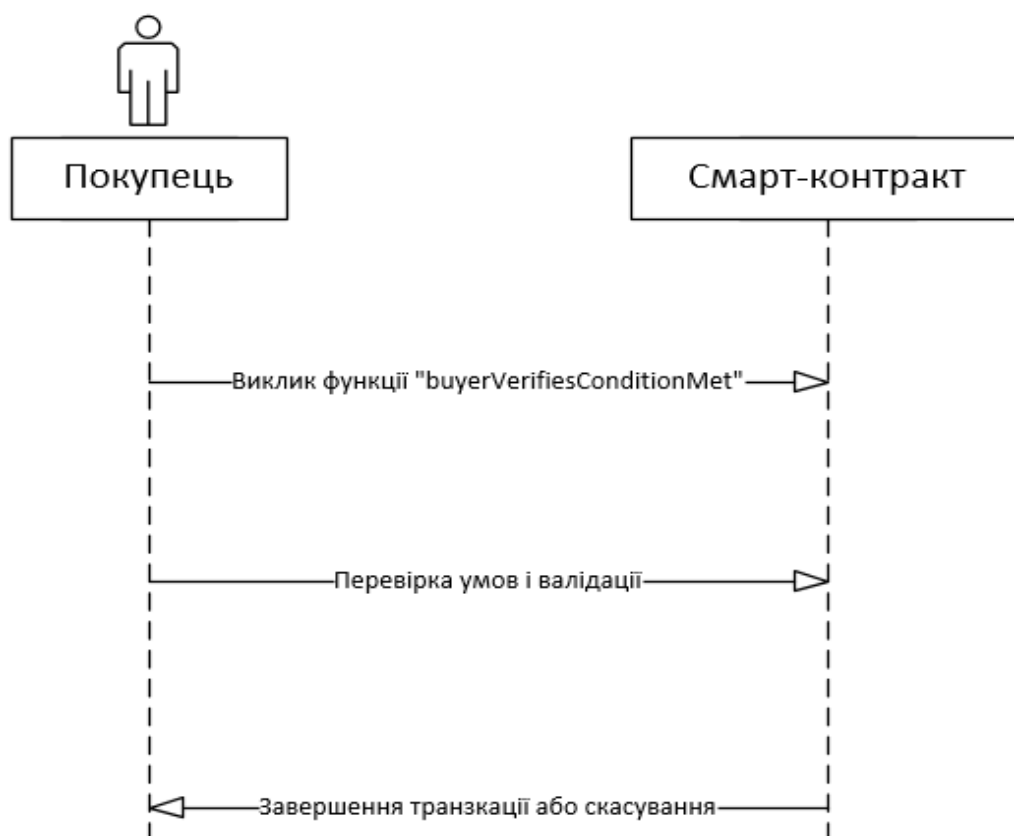 Покупець
Смарт-контракт
Виклик функції "buyerVerifiesConditionMet"
Перевірка умов і валідації
Завершення транзкації або скасування